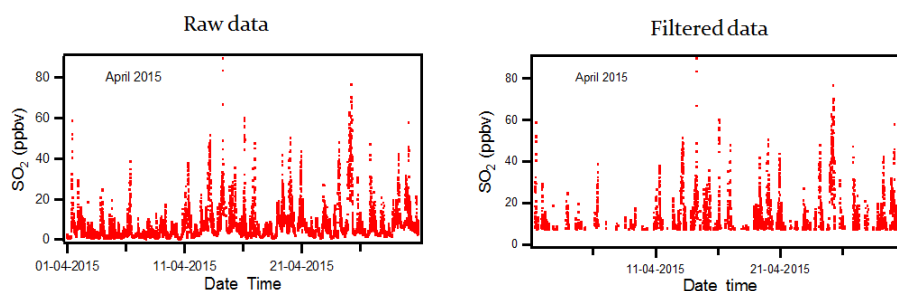 Raw data
April 2015
SO2 (ppbv)
80
60
40
20
0
01-04-2015
11-04-2015
21-04-2015
Date Time
Filtered data
April 2015
SO2 (ppbv)
80
60
40
20
0
11-04-2015
21-04-2015
Date time